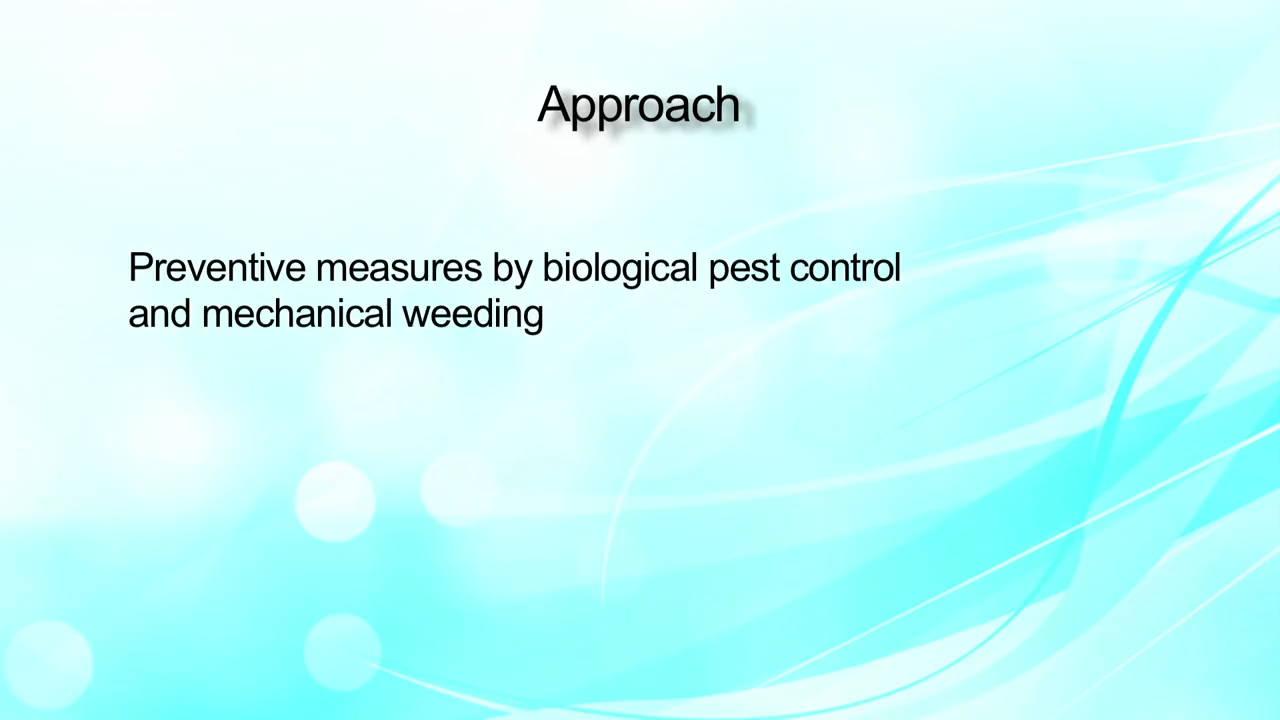 Approach
Preventive measures by biological pest control
and mechanical weeding